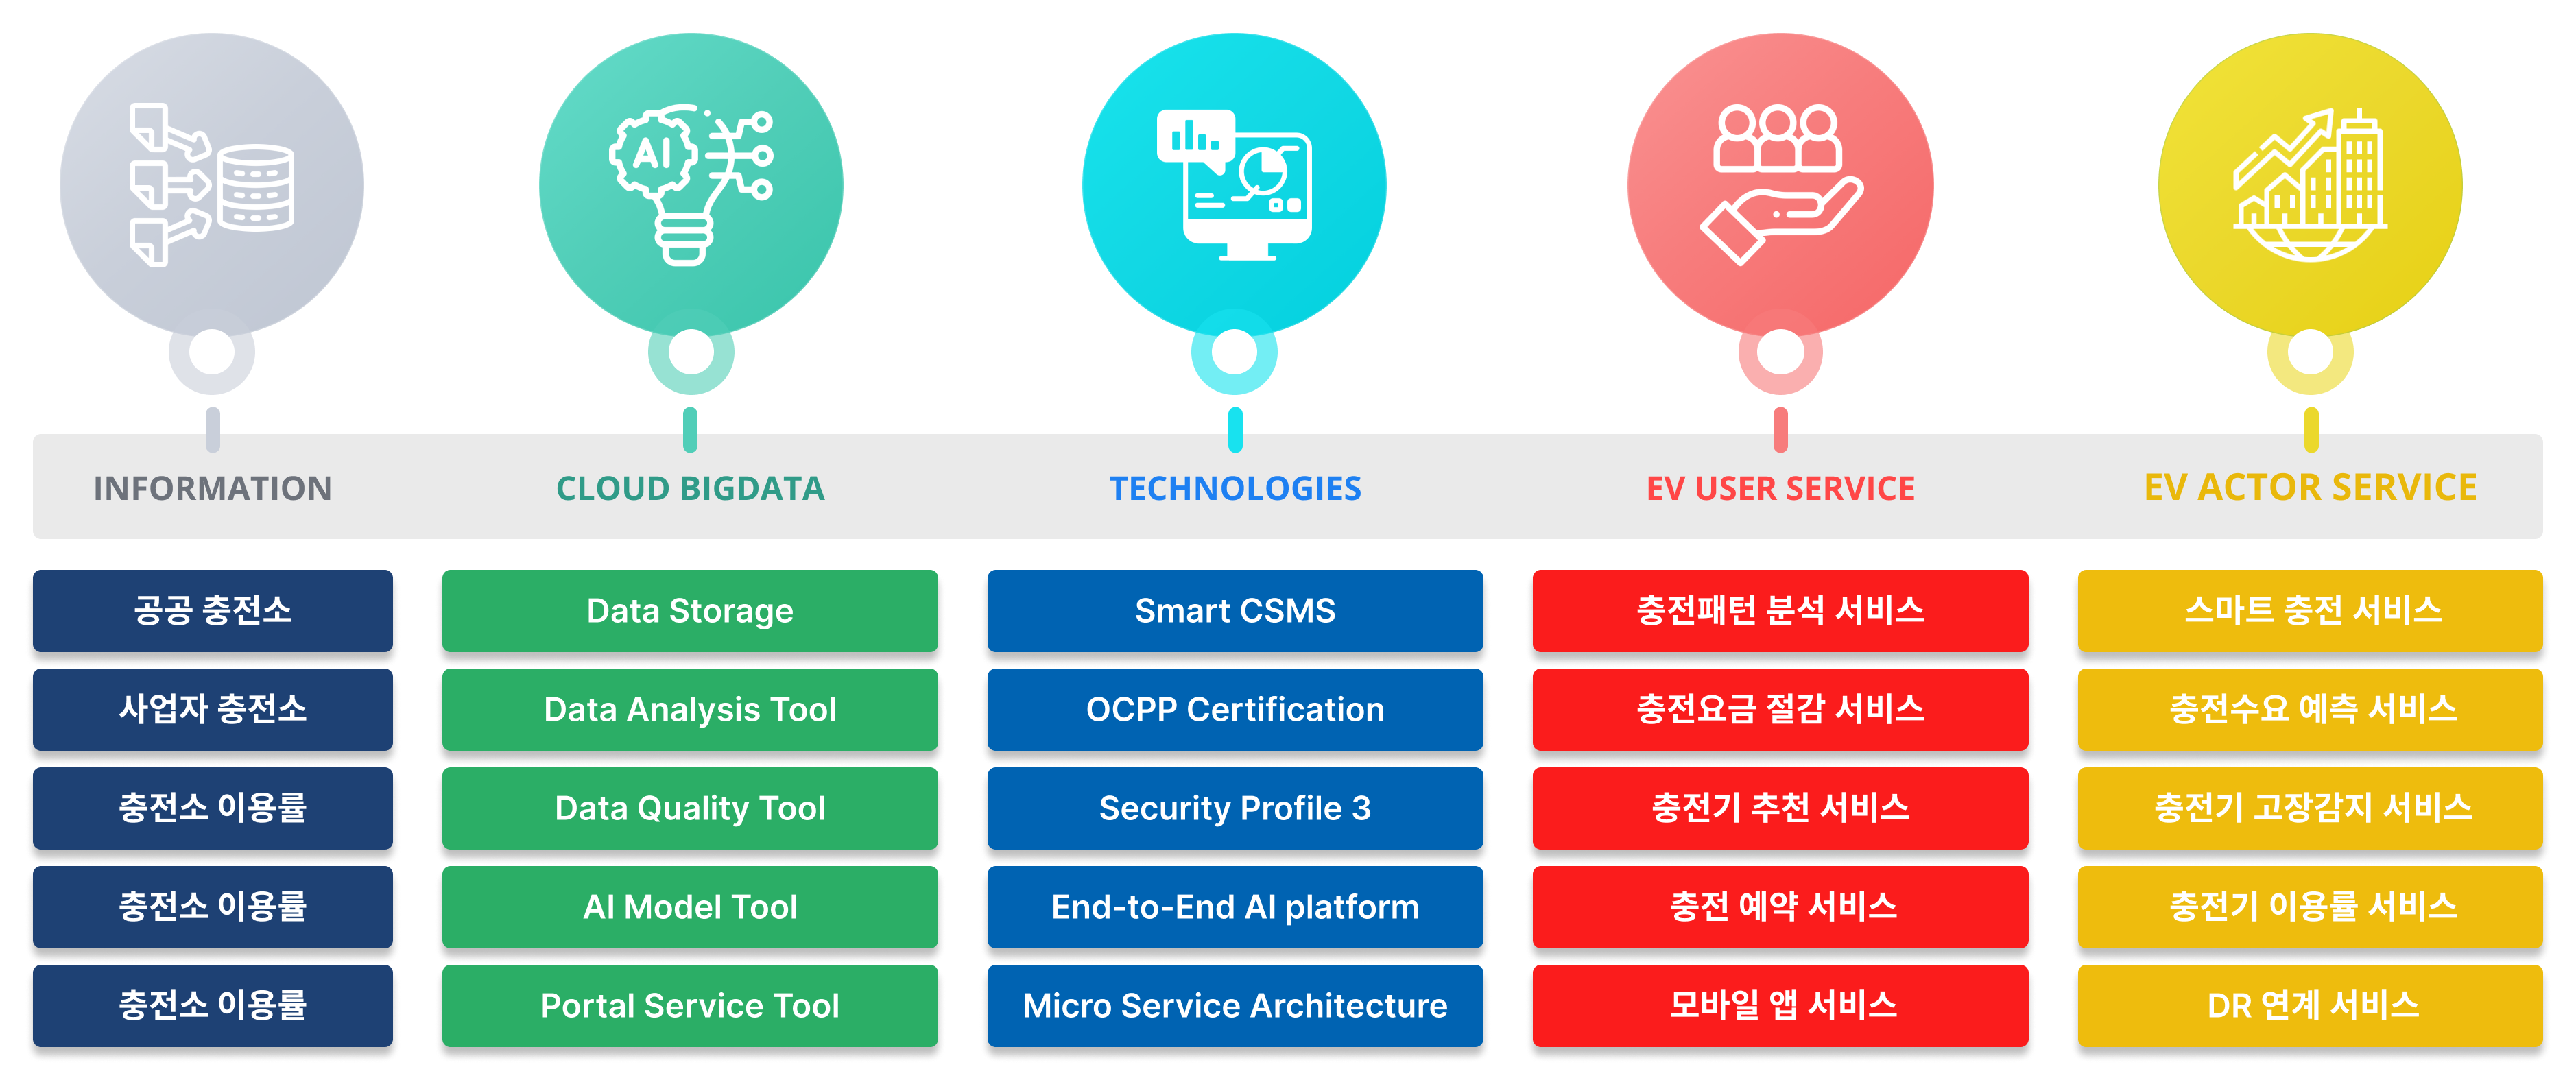 AI
INFORMATION
CLOUD BIGDATA
TECHNOLOGIES
EV USER SERVICE
EV ACTOR SERVICE
공공 충전소
사업자 충전소
충전소 이용률
충전소 이용률
충전소 이용률
Data Storage
Data Analysis Tool
Data Quality Tool
AI Model Tool
Portal Service Tool
Smart CSMS
OCPP Certification
Security Profile 3
End-to-End AI platform
Micro Service Architecture
충전패턴 분석 서비스
충전요금 절감 서비스
충전기 추천 서비스
충전 예약 서비스
모바일 앱 서비스
스마트 충전 서비스
충전수요 예측 서비스
충전기 고장감지 서비스
충전기 이용률 서비스
DR 연계 서비스